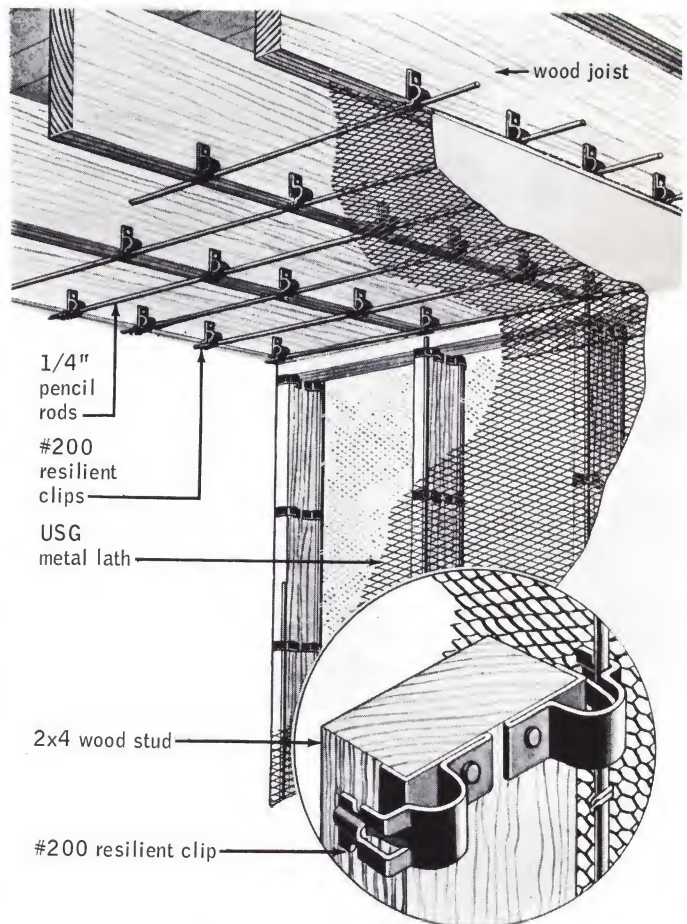 wood joist
1/4"
pencil
rods
#200
resilient
clips
USG
metal lath
2x4 wood stud
#200 resilient clip